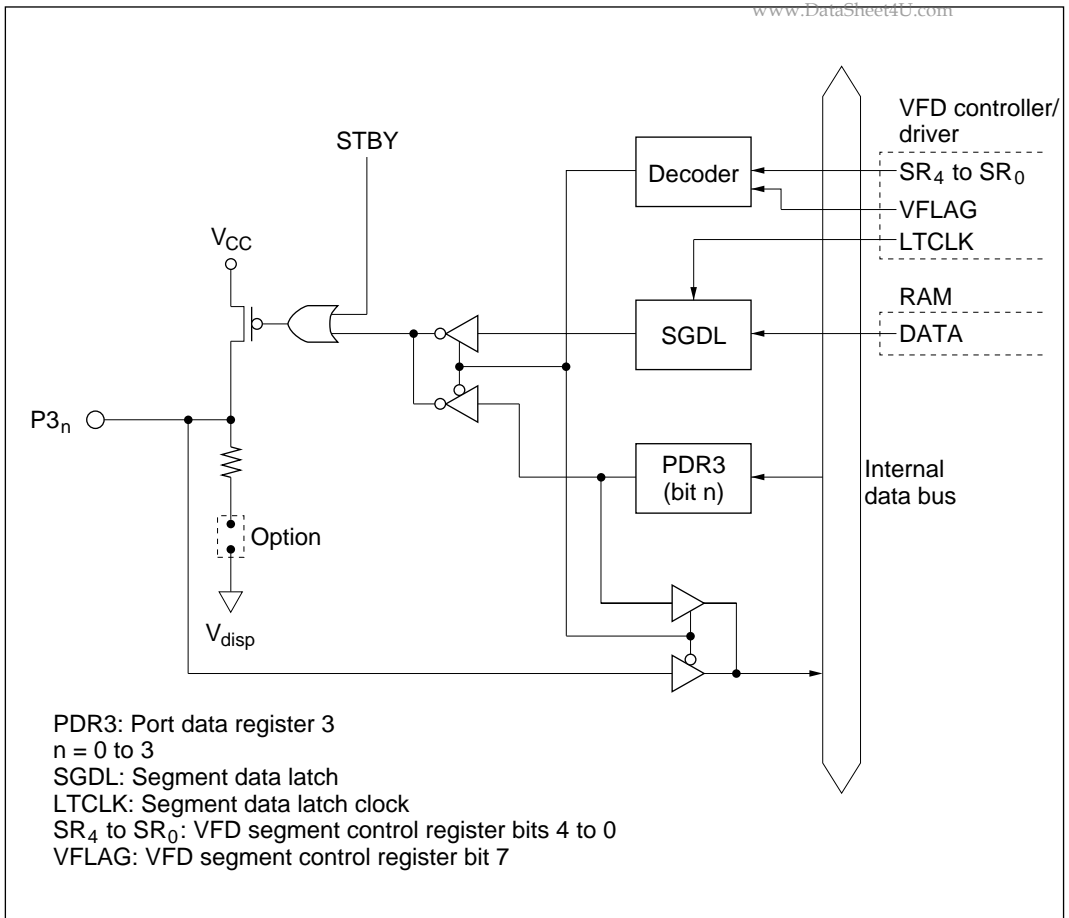 www.DataSheet4U.com
VFD controller/
driver
STBY
Decoder
SR4 to SR0
VFLAG
LTCLK
VCC
RAM
SGDL
DATA
P3n
PDR3
(bit n)
Internal
data bus
Option
Vdisp
PDR3: Port data register 3
n = 0 to 3
SGDL: Segment data latch
LTCLK: Segment data latch clock
SR4 to SR0: VFD segment control register bits 4 to 0
VFLAG: VFD segment control register bit 7